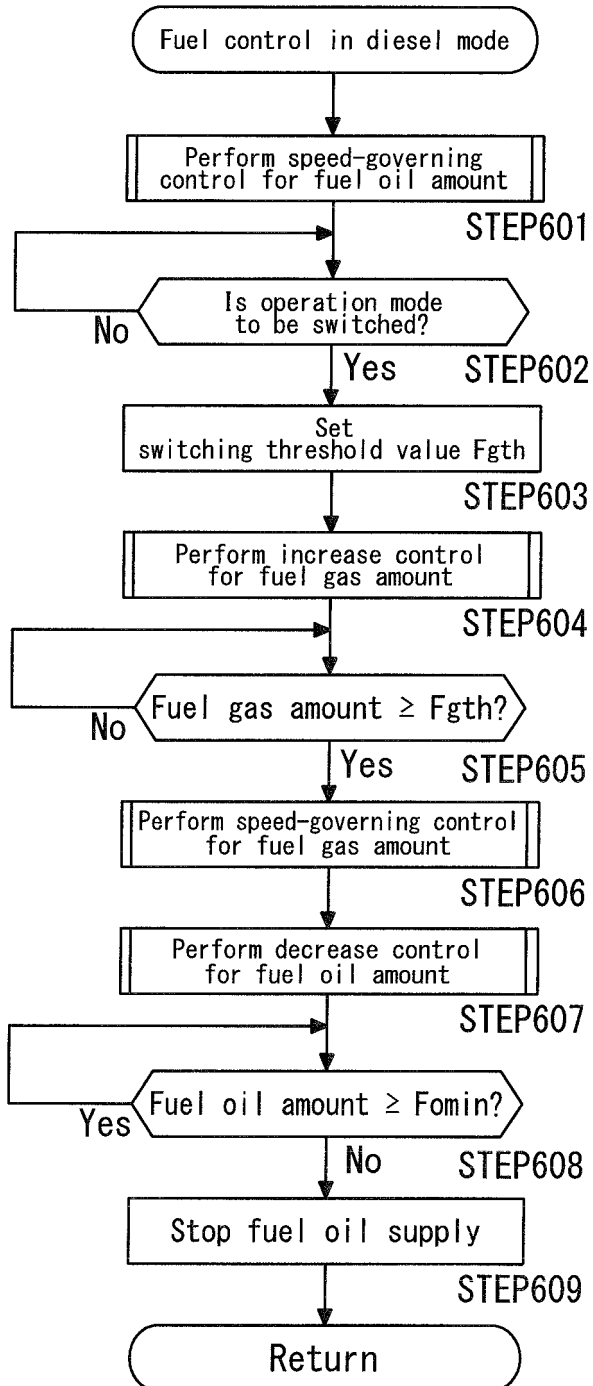 Fuel control in diesel mode
Perform speed-governing
control for fuel oil amount
STEP601
Is operation mode
to be switched?
No
Yes
STEP602
Set
switching threshold value Fgth
STEP603
Perform increase control
for fuel gas amount
STEP604
Fuel gas amount ≥ Fgth?
No
Yes
STEP605
Perform speed-governing control
for fuel gas amount
STEP606
Perform decrease control
for fuel oil amount
STEP607
Fuel oil amount ≥ Fomin?
Yes
No
STEP608
Stop fuel oil supply
STEP609
Return